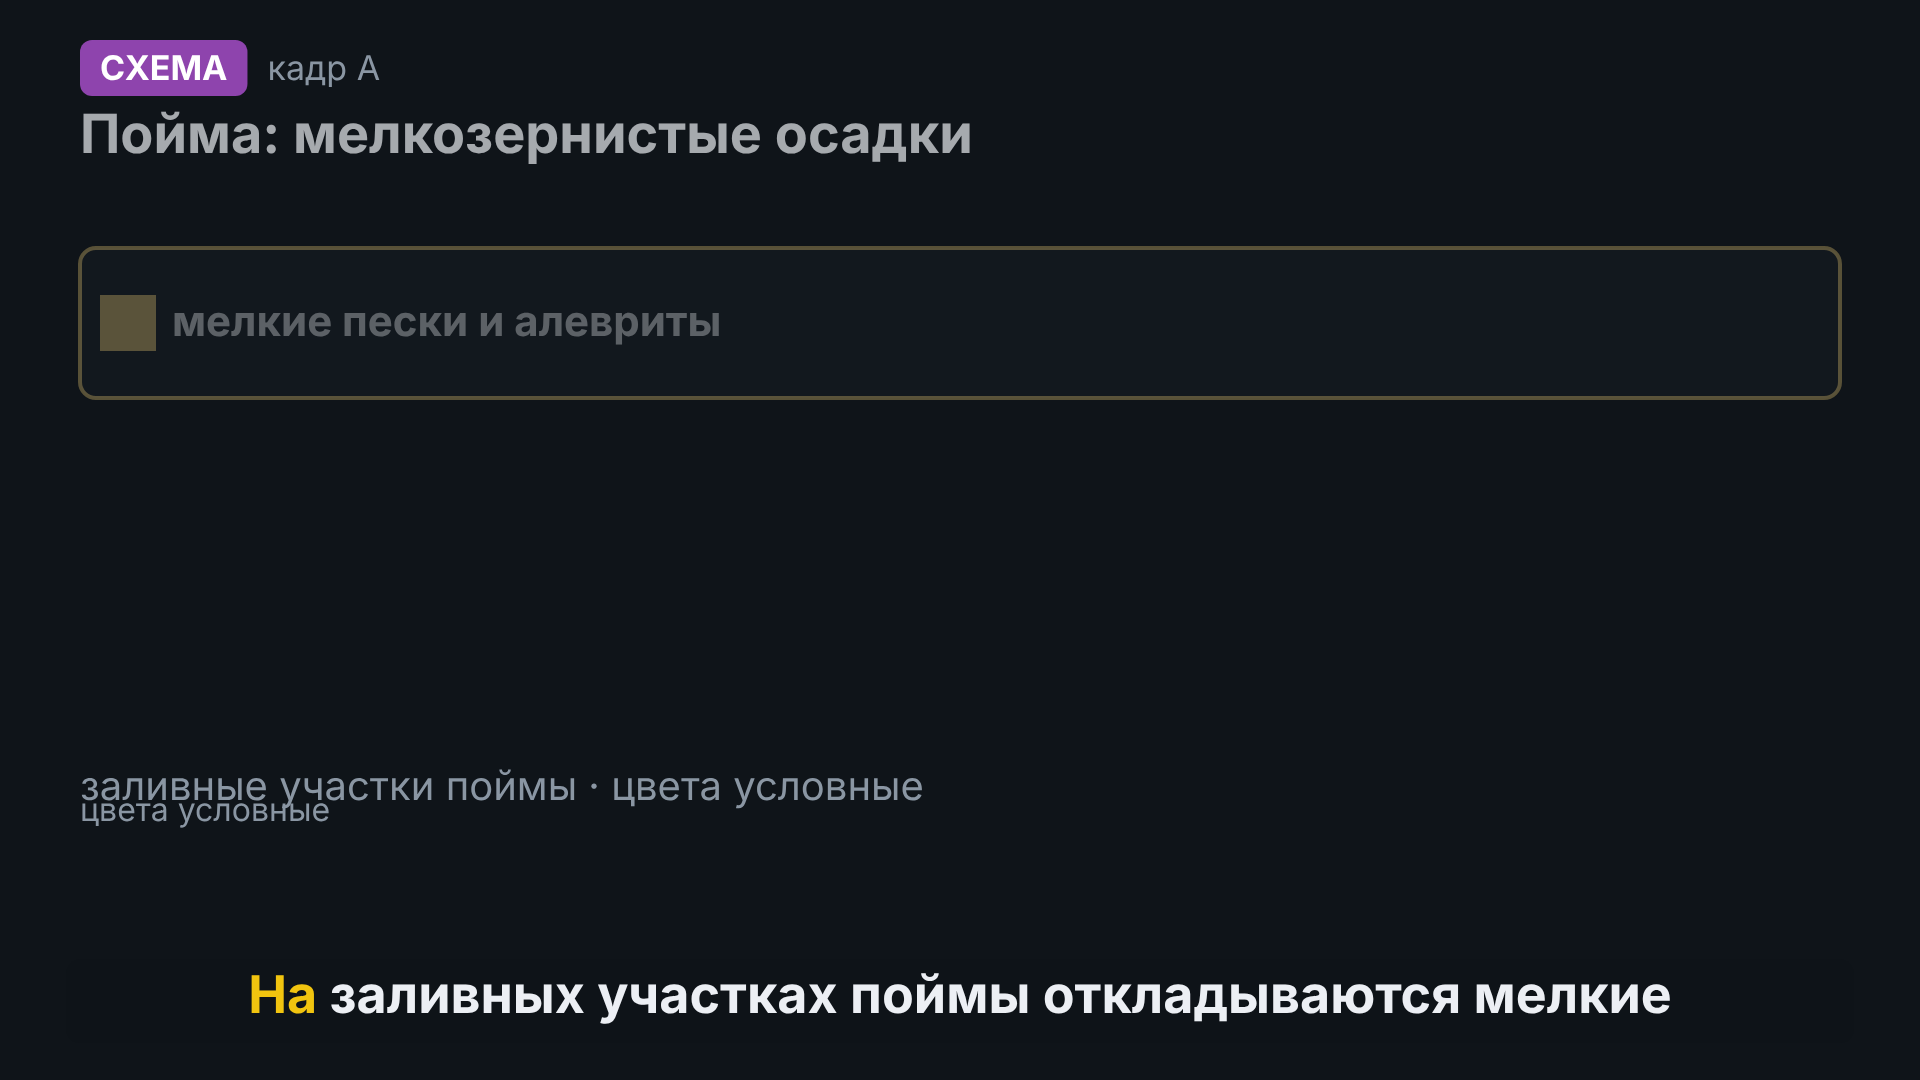 СХЕМА кадр A
Пойма: мелкозернистые осадки
мелкие пески и алевриты
заливные участки поймы · цвета условные
цвета условные
На заливных участках поймы откладываются мелкие